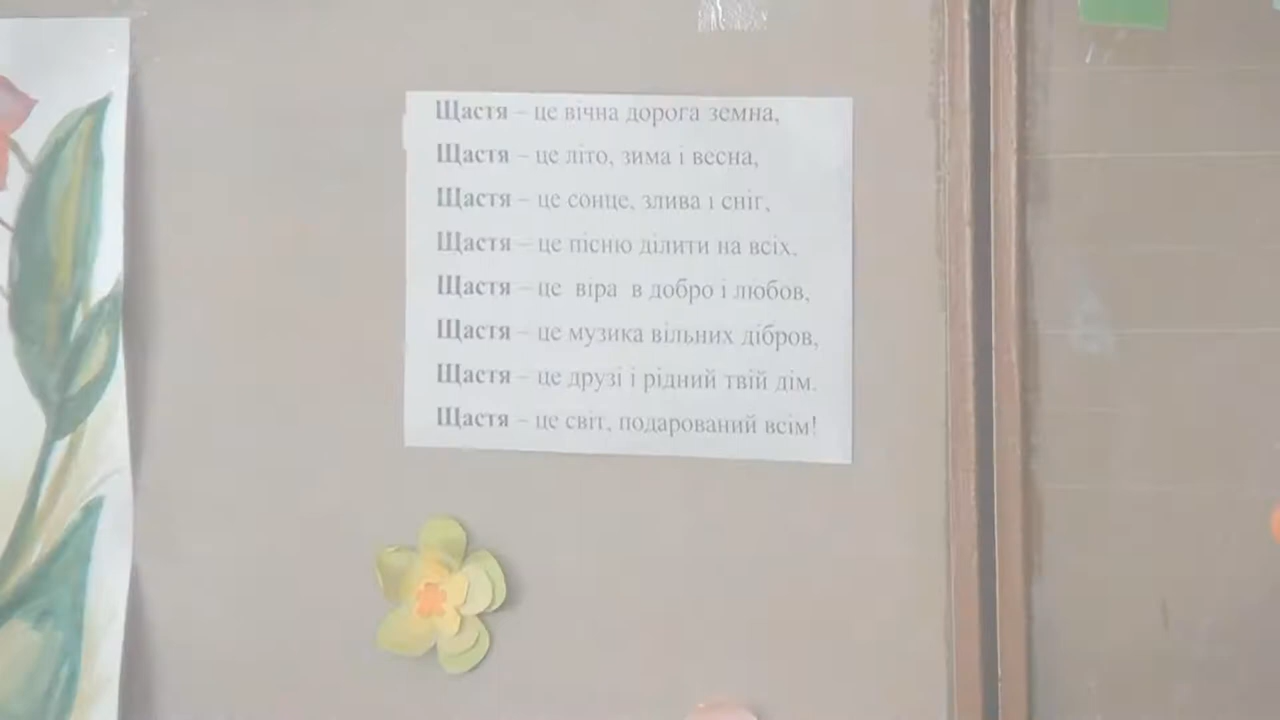 Щастя – це вічна дорога земна,
Щастя – це літо, зима і весна,
Щастя – це сонце, злива і сніг,
Щастя – це пісню ділити на всіх.
Щастя – це віра в добро і любов,
Щастя – це музика вільних дібров,
Щастя – це друзі і рідний твій дім.
Щастя – це світ, подарований всім!